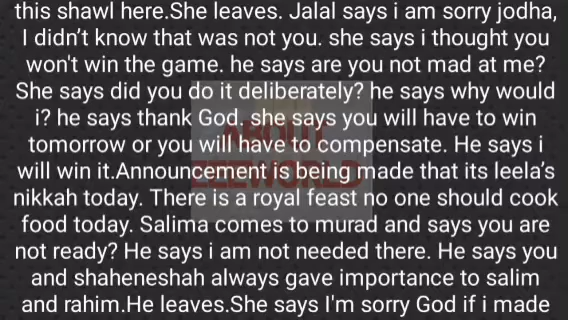 this shawl here.She leaves. Jalal says i am sorry jodha,
I didn’t know that was not you. she says i thought you
won't win the game. he says are you not mad at me?
She says did you do it deliberately? he says why would
i? he says thank God. she says you will have to win
tomorrow or you will have to compensate. He says i
will win it.Announcement is being made that its leela’s
nikkah today. There is a royal feast no one should cook
food today. Salima comes to murad and says you are
not ready? He says i am not needed there. He says you
and shaheneshah always gave importance to salim
and rahim.He leaves.She says I'm sorry God if i made
ABOUT
ZEEWORLD